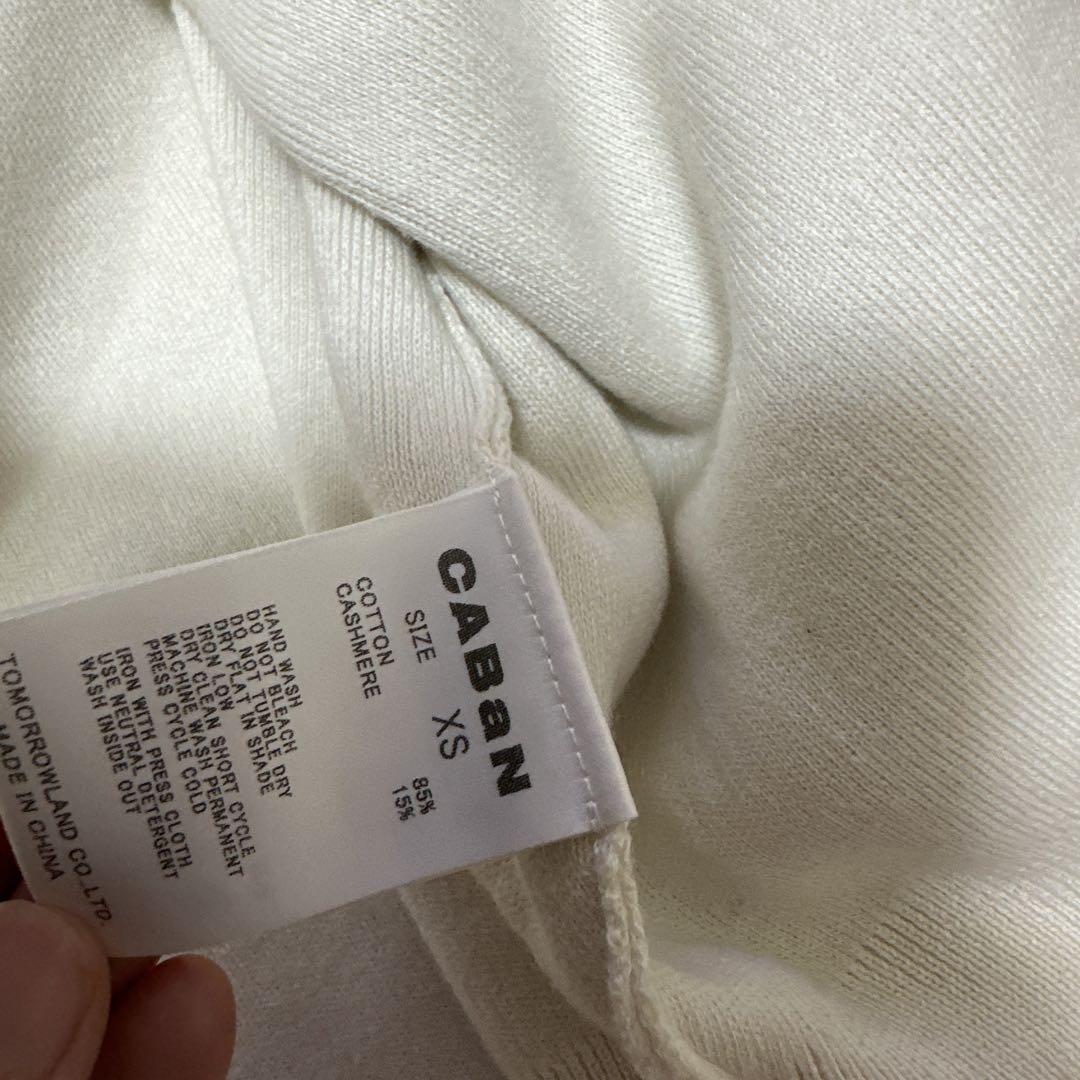 CABaN
SIZE XS
COTTON 85%
CASHMERE 15%
HAND WASH
DO NOT BLEACH
DO NOT TUMBLE DRY
DRY FLAT IN SHADE
IRON LOW
DRY CLEAN SHORT CYCLE
MACHINE WASH PERMANENT
PRESS CYCLE COLD
IRON WITH PRESS CLOTH
USE NEUTRAL DETERGENT
WASH INSIDE OUT
TOMORROWLAND CO.,LTD.
MADE IN CHINA